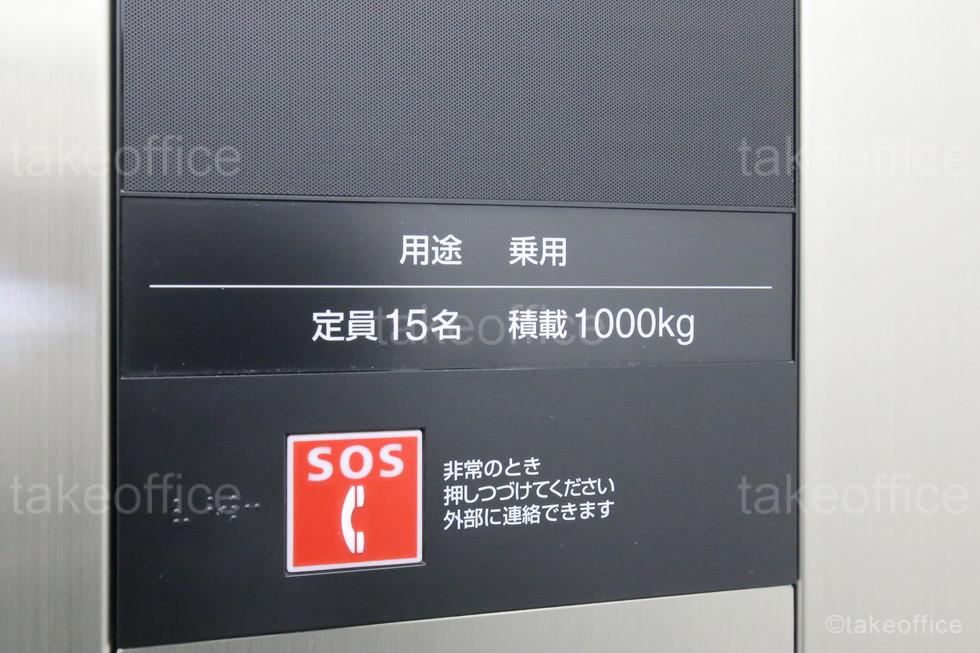 takeoffice takeoffice
用途 乗用
定員15名 積載1000kg
takeoffice
SOS
非常のとき
押しつづけてください
外部に連絡できます
takeoffice takeoffice
©takeoffice